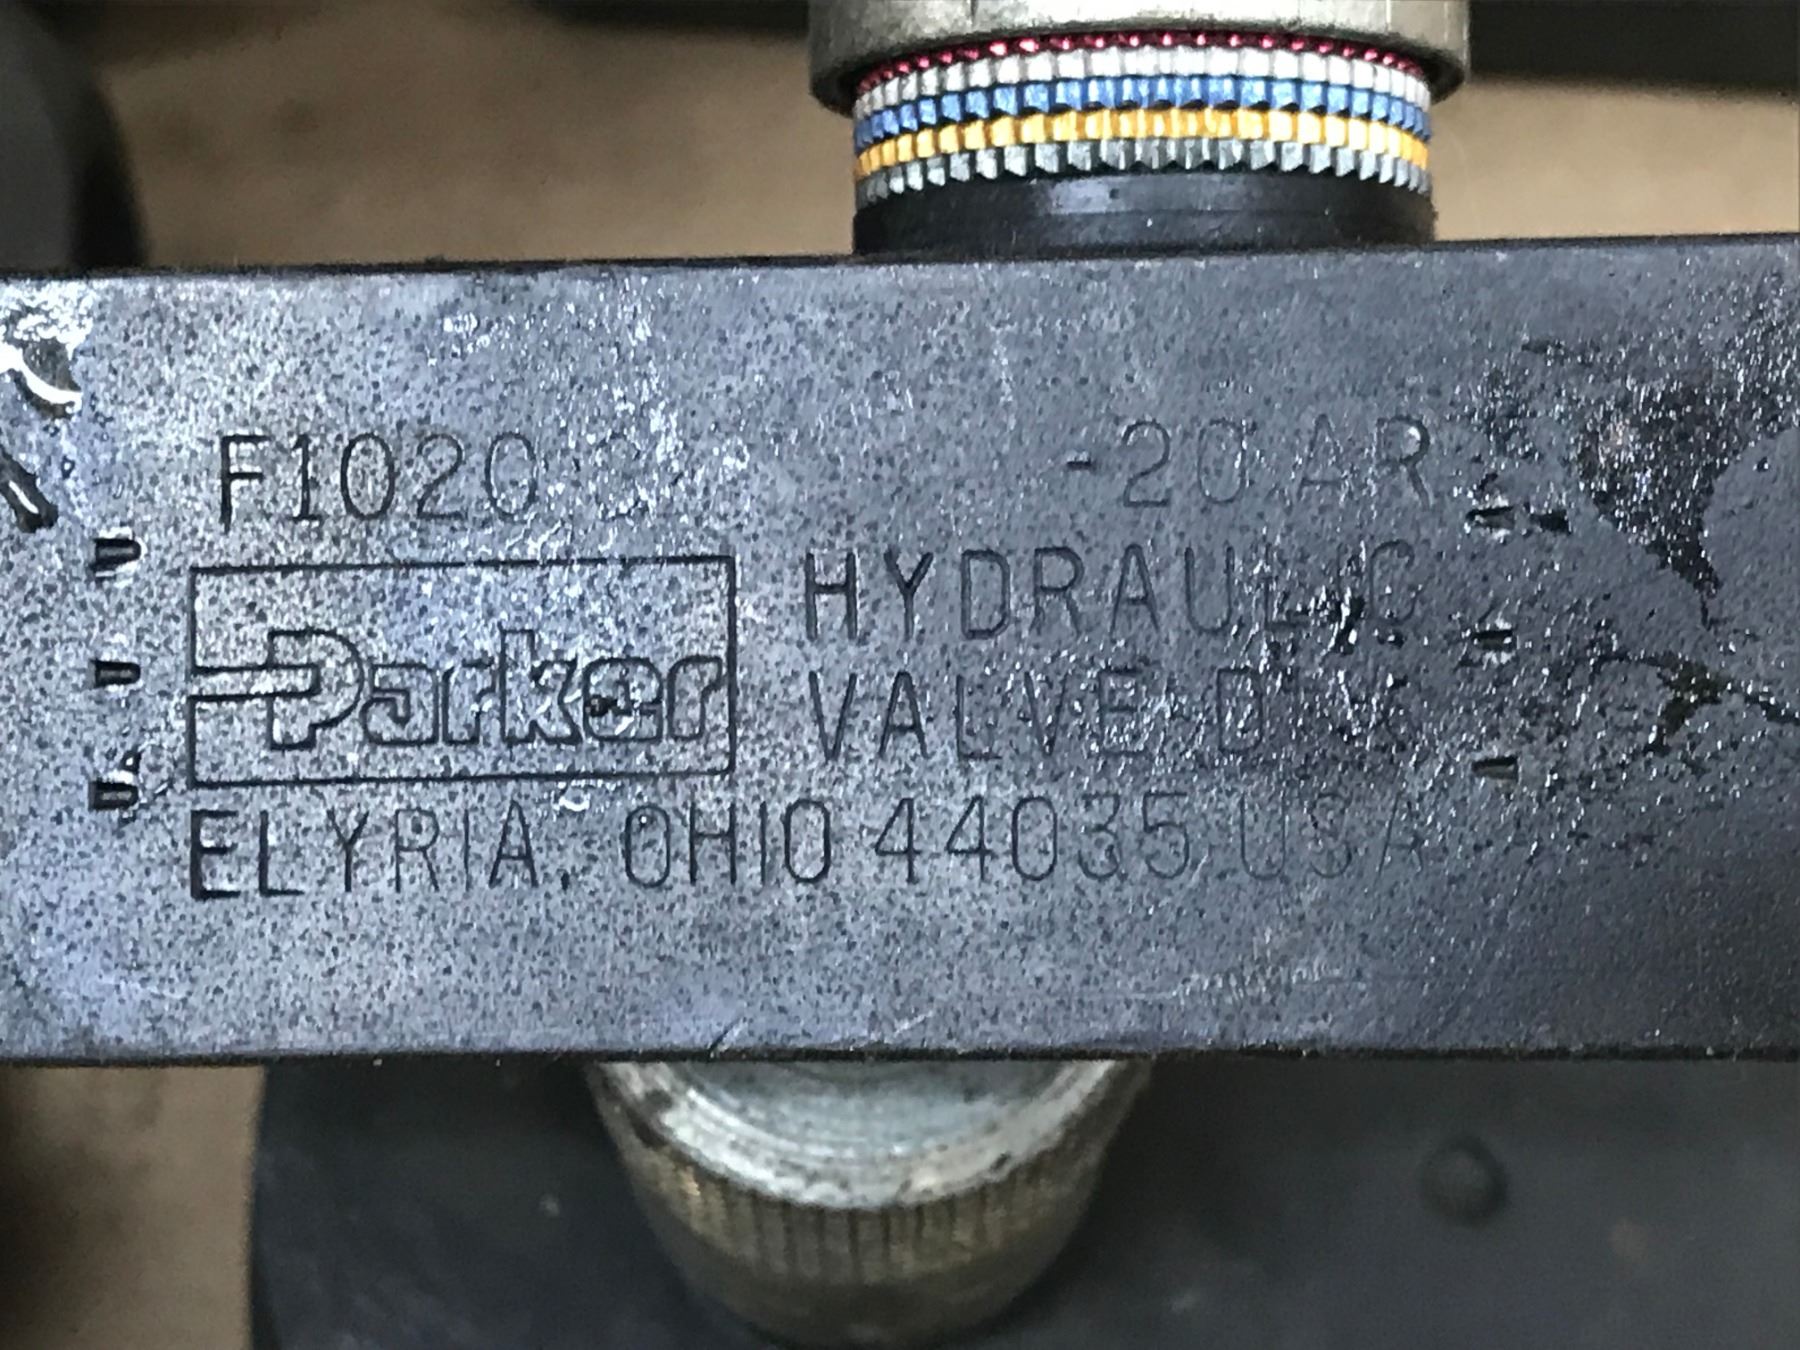 F1020 -20 AR
Parker
HYDRAULIC
VALVE DIV
ELYRIA, OHIO 44035 USA